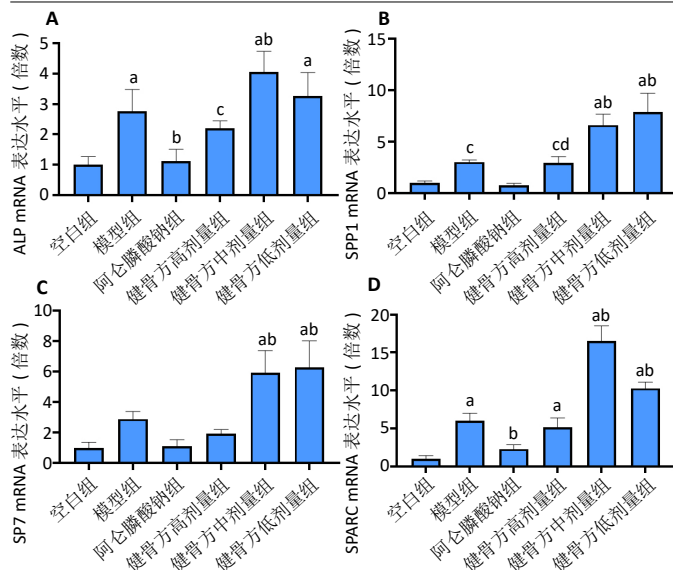 A
ALP mRNA 表达水平 ( 倍数 )
5
4
3
2
1
0
a
b
c
ab
a
空白组
模型组
阿仑膦酸钠组
健骨方高剂量组
健骨方中剂量组
健骨方低剂量组
B
SPP1 mRNA 表达水平 ( 倍数 )
15
10
5
0
c
cd
ab
ab
空白组
模型组
阿仑膦酸钠组
健骨方高剂量组
健骨方中剂量组
健骨方低剂量组
C
SP7 mRNA 表达水平 ( 倍数 )
10
8
6
4
2
0
ab
ab
空白组
模型组
阿仑膦酸钠组
健骨方高剂量组
健骨方中剂量组
健骨方低剂量组
D
SPARC mRNA 表达水平 ( 倍数 )
20
15
10
5
0
a
b
a
ab
ab
空白组
模型组
阿仑膦酸钠组
健骨方高剂量组
健骨方中剂量组
健骨方低剂量组